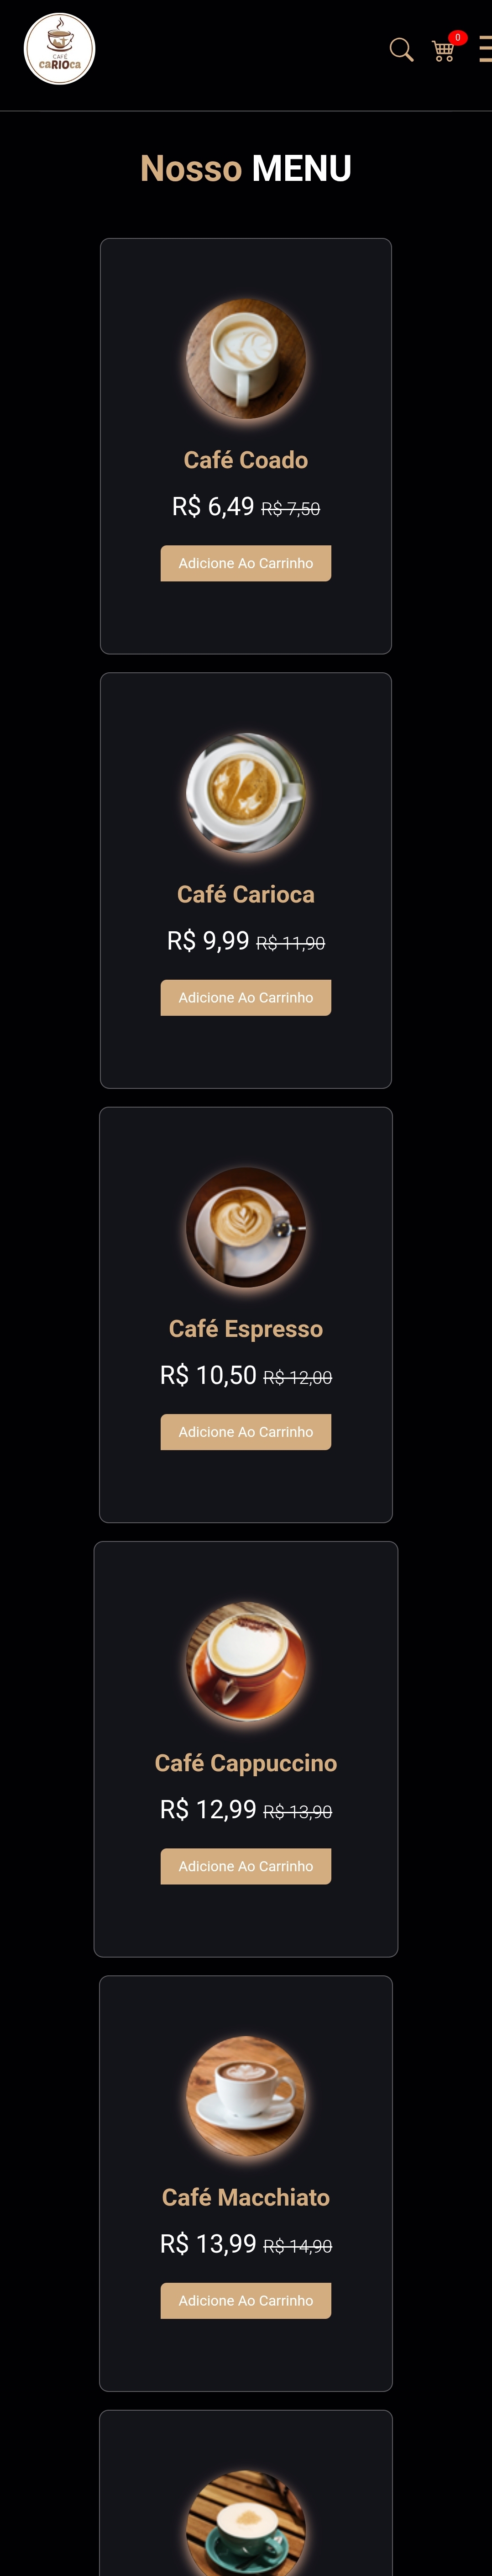 CAFÉ
caRIOca
0
Nosso MENU
Café Coado
R$ 6,49 R$ 7,50
Adicione Ao Carrinho
Café Carioca
R$ 9,99 R$ 11,90
Adicione Ao Carrinho
Café Espresso
R$ 10,50 R$ 12,00
Adicione Ao Carrinho
Café Cappuccino
R$ 12,99 R$ 13,90
Adicione Ao Carrinho
Café Macchiato
R$ 13,99 R$ 14,90
Adicione Ao Carrinho